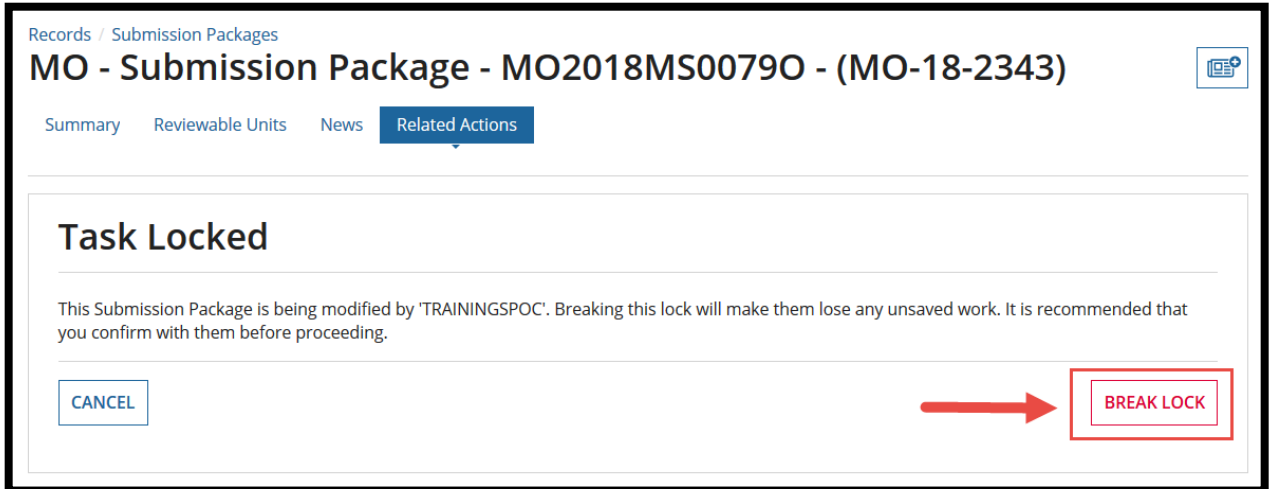 Records / Submission Packages
MO - Submission Package - MO2018MS0079O - (MO-18-2343)
Summary Reviewable Units News Related Actions
Task Locked
This Submission Package is being modified by 'TRAININGSPOC'. Breaking this lock will make them lose any unsaved work. It is recommended that
you confirm with them before proceeding.
CANCEL BREAK LOCK